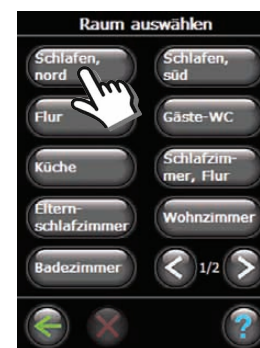 Raum auswählen
Schlafen,
nord
Schlafen,
süd
Flur
Gäste-WC
Küche
Schlafzim-
mer, Flur
Eltern-
schlafzimmer
Wohnzimmer
Badezimmer
1/2
?